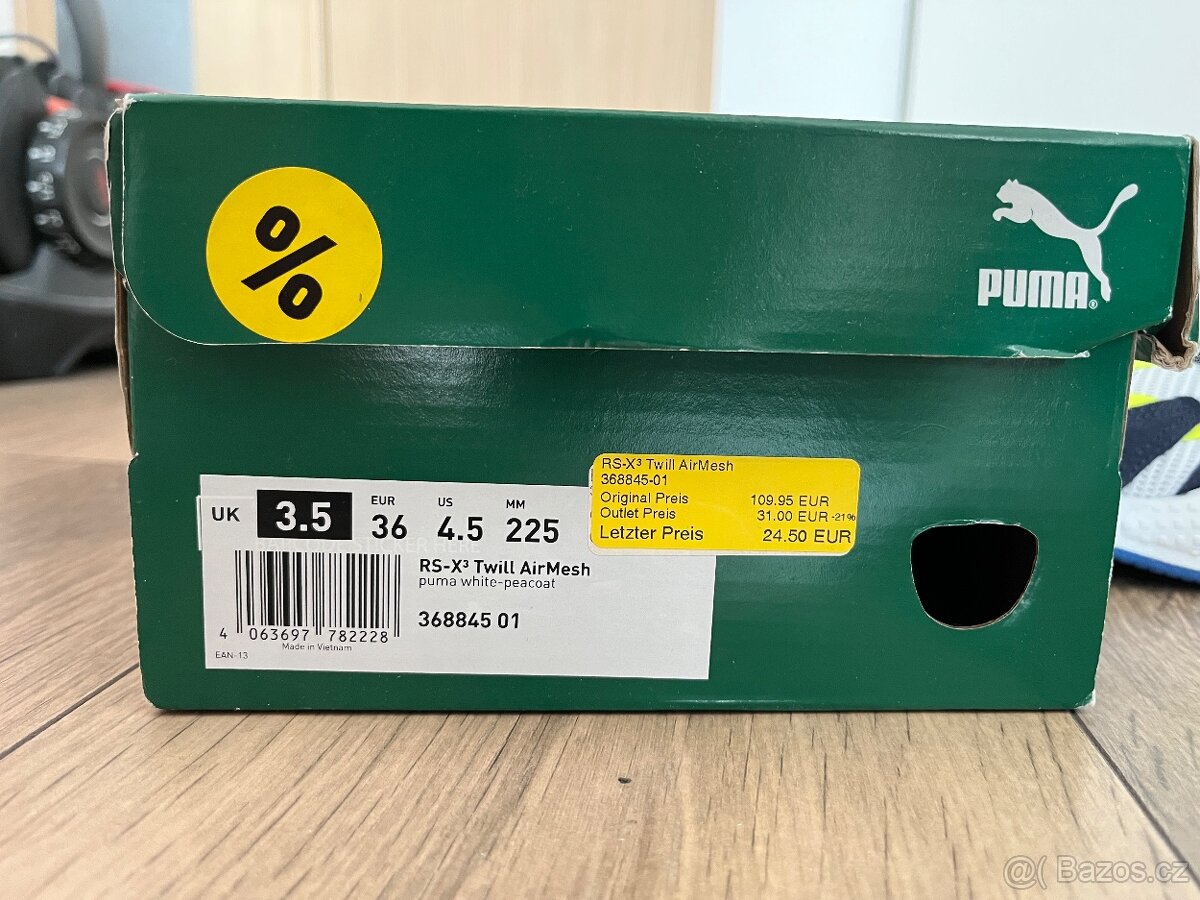 %
PUMA®
RS-X³ Twill AirMesh
368845-01
Original Preis 109.95 EUR
Outlet Preis 31.00 EUR -21%
Letzter Preis 24.50 EUR
UK 3.5 EUR 36 US 4.5 MM 225
RS-X³ Twill AirMesh
puma white-peacoat
368845 01
4 063697 782228
Made in Vietnam
EAN-13
@( Bazos.cz